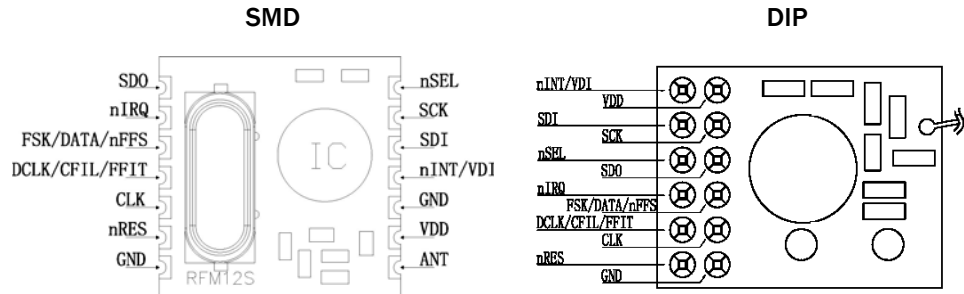 SMD
SDO
nIRQ
FSK/DATA/nFFS
DCLK/CFIL/FFIT
CLK
nRES
GND
IC
RFM12S
nSEL
SCK
SDI
nINT/VDI
GND
VDD
ANT
DIP
nINT/VDI
VDD
SDI
SCK
nSEL
SDO
nIRQ
FSK/DATA/nFFS
DCLK/CFIL/FFIT
CLK
nRES
GND